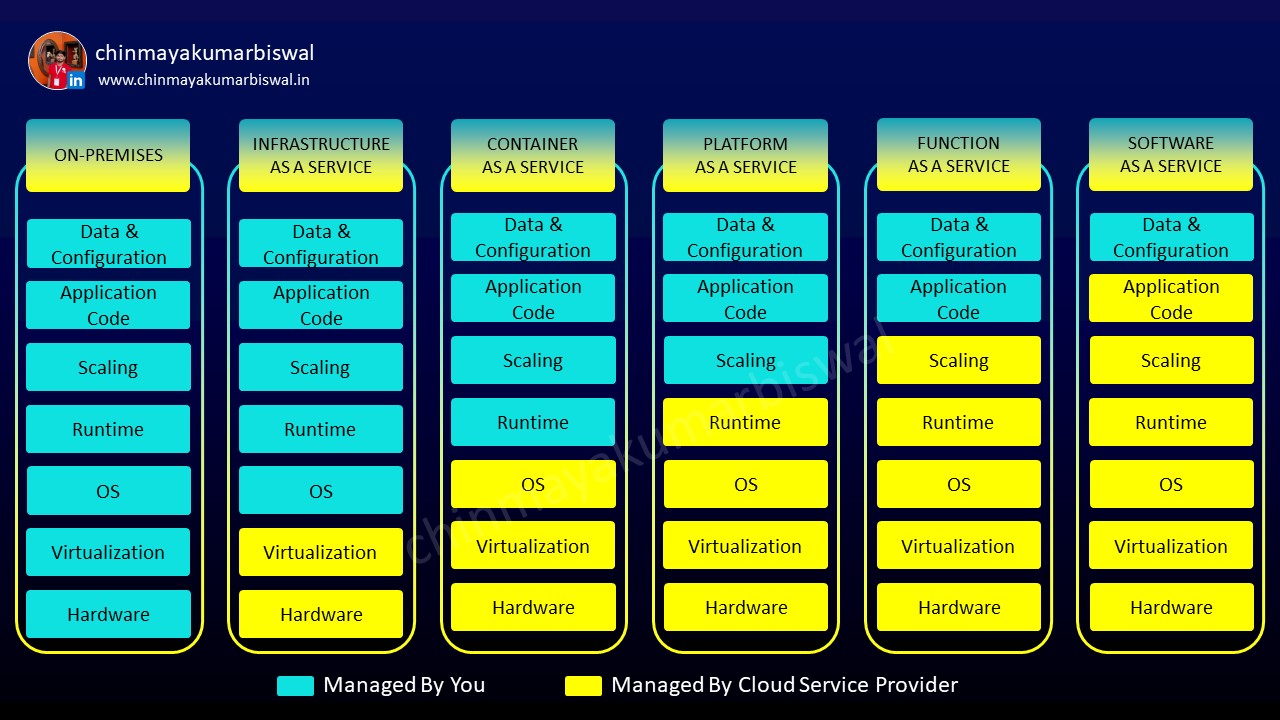 chinmayakumarbiswal
www.chinmayakumarbiswal.in
in
ON-PREMISES
Data &
Configuration
Application
Code
Scaling
Runtime
OS
Virtualization
Hardware
INFRASTRUCTURE
AS A SERVICE
Data &
Configuration
Application
Code
Scaling
Runtime
OS
Virtualization
Hardware
CONTAINER
AS A SERVICE
Data &
Configuration
Application
Code
Scaling
Runtime
OS
Virtualization
Hardware
PLATFORM
AS A SERVICE
Data &
Configuration
Application
Code
Scaling
Runtime
OS
Virtualization
Hardware
FUNCTION
AS A SERVICE
Data &
Configuration
Application
Code
Scaling
Runtime
OS
Virtualization
Hardware
SOFTWARE
AS A SERVICE
Data &
Configuration
Application
Code
Scaling
Runtime
OS
Virtualization
Hardware
chinmayakumarbiswal
Managed By You
Managed By Cloud Service Provider